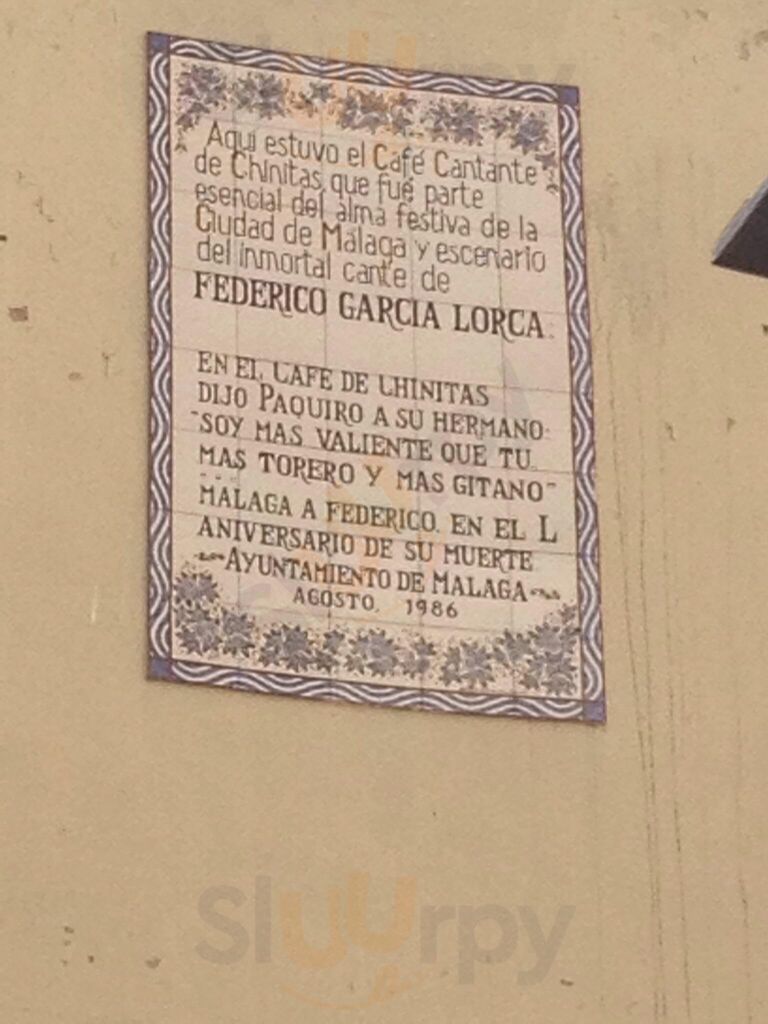 Aqui estuvo el Café Cantante
de Chinitas, que fué parte
esencial del alma festiva de la
Ciudad de Málaga y escenario
del inmortal cante de
FEDERICO GARCIA LORCA.
EN EL CAFE DE CHINITAS
DIJO PAQUIRO A SU HERMANO:
"SOY MAS VALIENTE QUE TU
MAS TORERO Y MAS GITANO"
...
MALAGA A FEDERICO. EN EL L
ANIVERSARIO DE SU MUERTE
AYUNTAMIENTO DE MALAGA
AGOSTO. 1986
Sluurpy